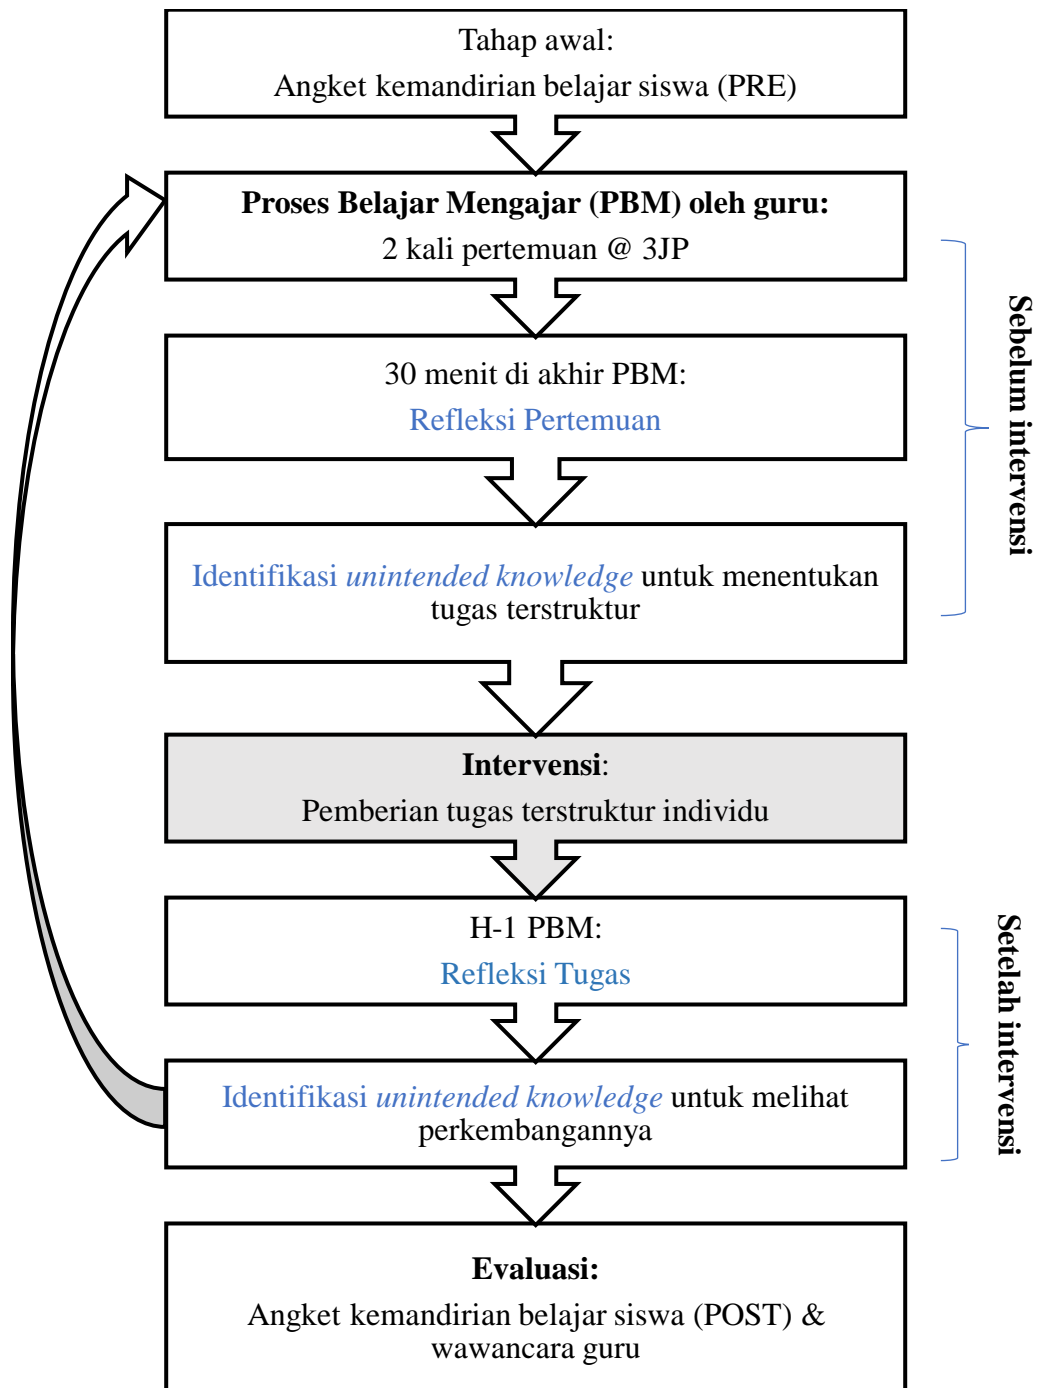 Tahap awal:
Angket kemandirian belajar siswa (PRE)
Proses Belajar Mengajar (PBM) oleh guru:
2 kali pertemuan @ 3JP
30 menit di akhir PBM:
Refleksi Pertemuan
Identifikasi unintended knowledge untuk menentukan
tugas terstruktur
Sebelum intervensi
Intervensi:
Pemberian tugas terstruktur individu
H-1 PBM:
Refleksi Tugas
Identifikasi unintended knowledge untuk melihat
perkembangannya
Setelah intervensi
Evaluasi:
Angket kemandirian belajar siswa (POST) &
wawancara guru